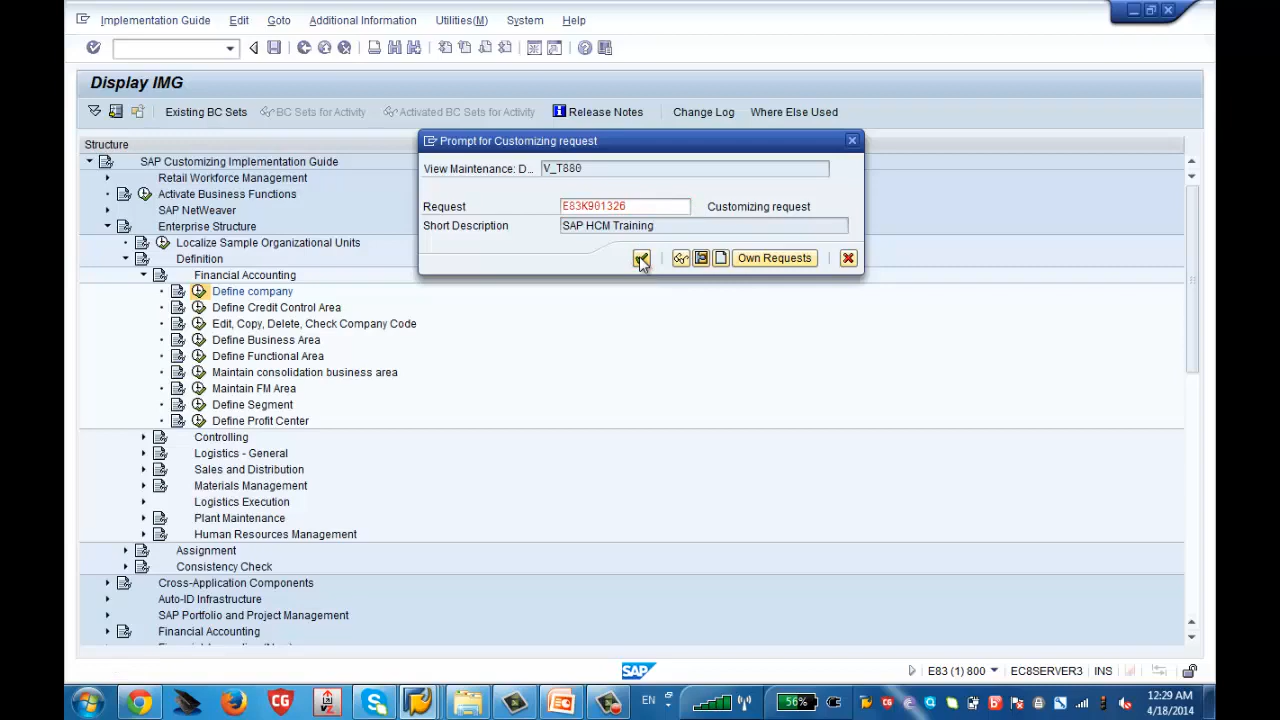 Implementation Guide Edit Goto Additional Information Utilities(M) System Help
Display IMG
Existing BC Sets BC Sets for Activity Activated BC Sets for Activity Release Notes Change Log Where Else Used
Structure
SAP Customizing Implementation Guide
Retail Workforce Management
Activate Business Functions
SAP NetWeaver
Enterprise Structure
Localize Sample Organizational Units
Definition
Financial Accounting
Define company
Define Credit Control Area
Edit, Copy, Delete, Check Company Code
Define Business Area
Define Functional Area
Maintain consolidation business area
Maintain FM Area
Define Segment
Define Profit Center
Controlling
Logistics - General
Sales and Distribution
Materials Management
Logistics Execution
Plant Maintenance
Human Resources Management
Assignment
Consistency Check
Cross-Application Components
Auto-ID Infrastructure
SAP Portfolio and Project Management
Financial Accounting
Prompt for Customizing request
View Maintenance: D... V_T880
Request E83K901326 Customizing request
Short Description SAP HCM Training
Own Requests
SAP
E83 (1) 800 EC8SERVER3 INS
EN 56% 12:29 AM
4/18/2014